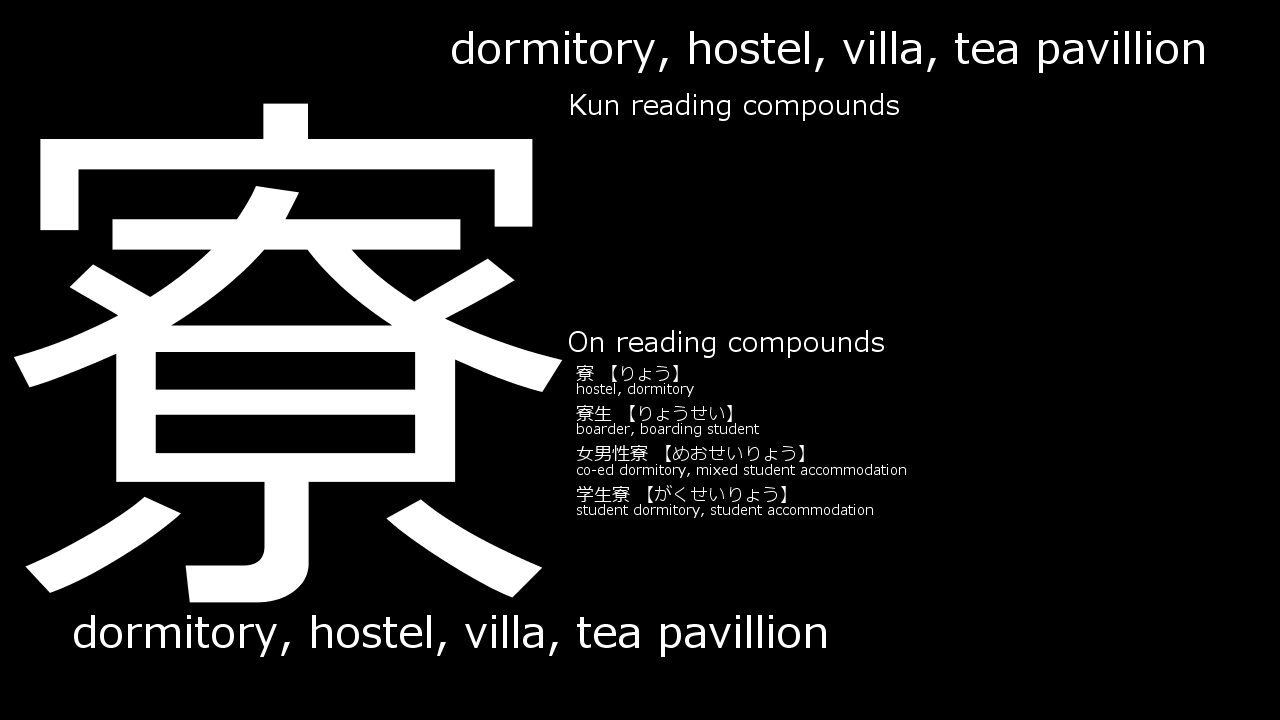 dormitory, hostel, villa, tea pavillion
Kun reading compounds
寮
On reading compounds
寮 【りょう】
hostel, dormitory
寮生 【りょうせい】
boarder, boarding student
女男性寮 【めおせいりょう】
co-ed dormitory, mixed student accommodation
学生寮 【がくせいりょう】
student dormitory, student accommodation
dormitory, hostel, villa, tea pavillion